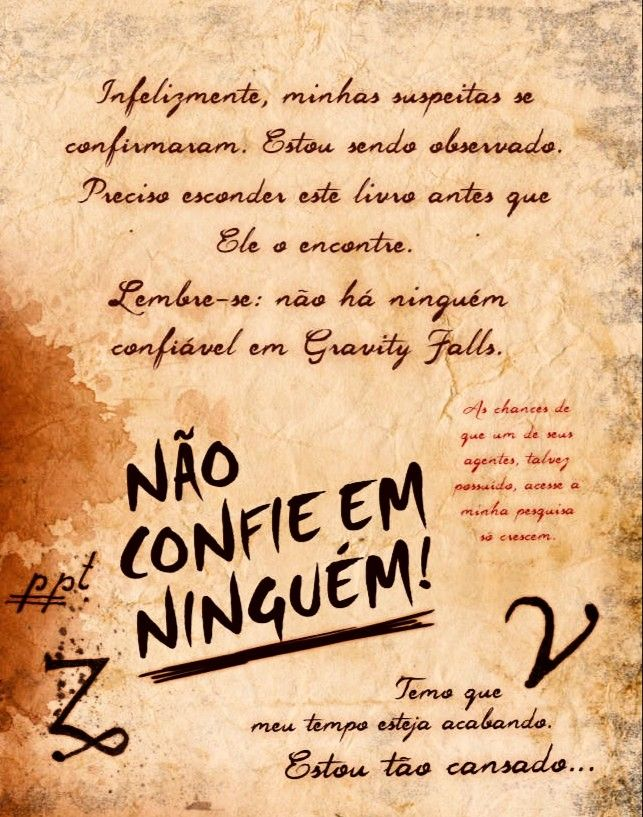 Infelizmente, minhas suspeitas se
confirmaram. Estou sendo observado.
Preciso esconder este livro antes que
Ele o encontre.
Lembre-se: não há ninguém
confiável em Gravity Falls.
As chances de
que um de seus
agentes, talvez
possuído, acesse a
minha pesquisa
só crescem.
NÃO
CONFIE EM
NINGUÉM!
ppt
Temo que
meu tempo esteja acabando.
Estou tão cansado...